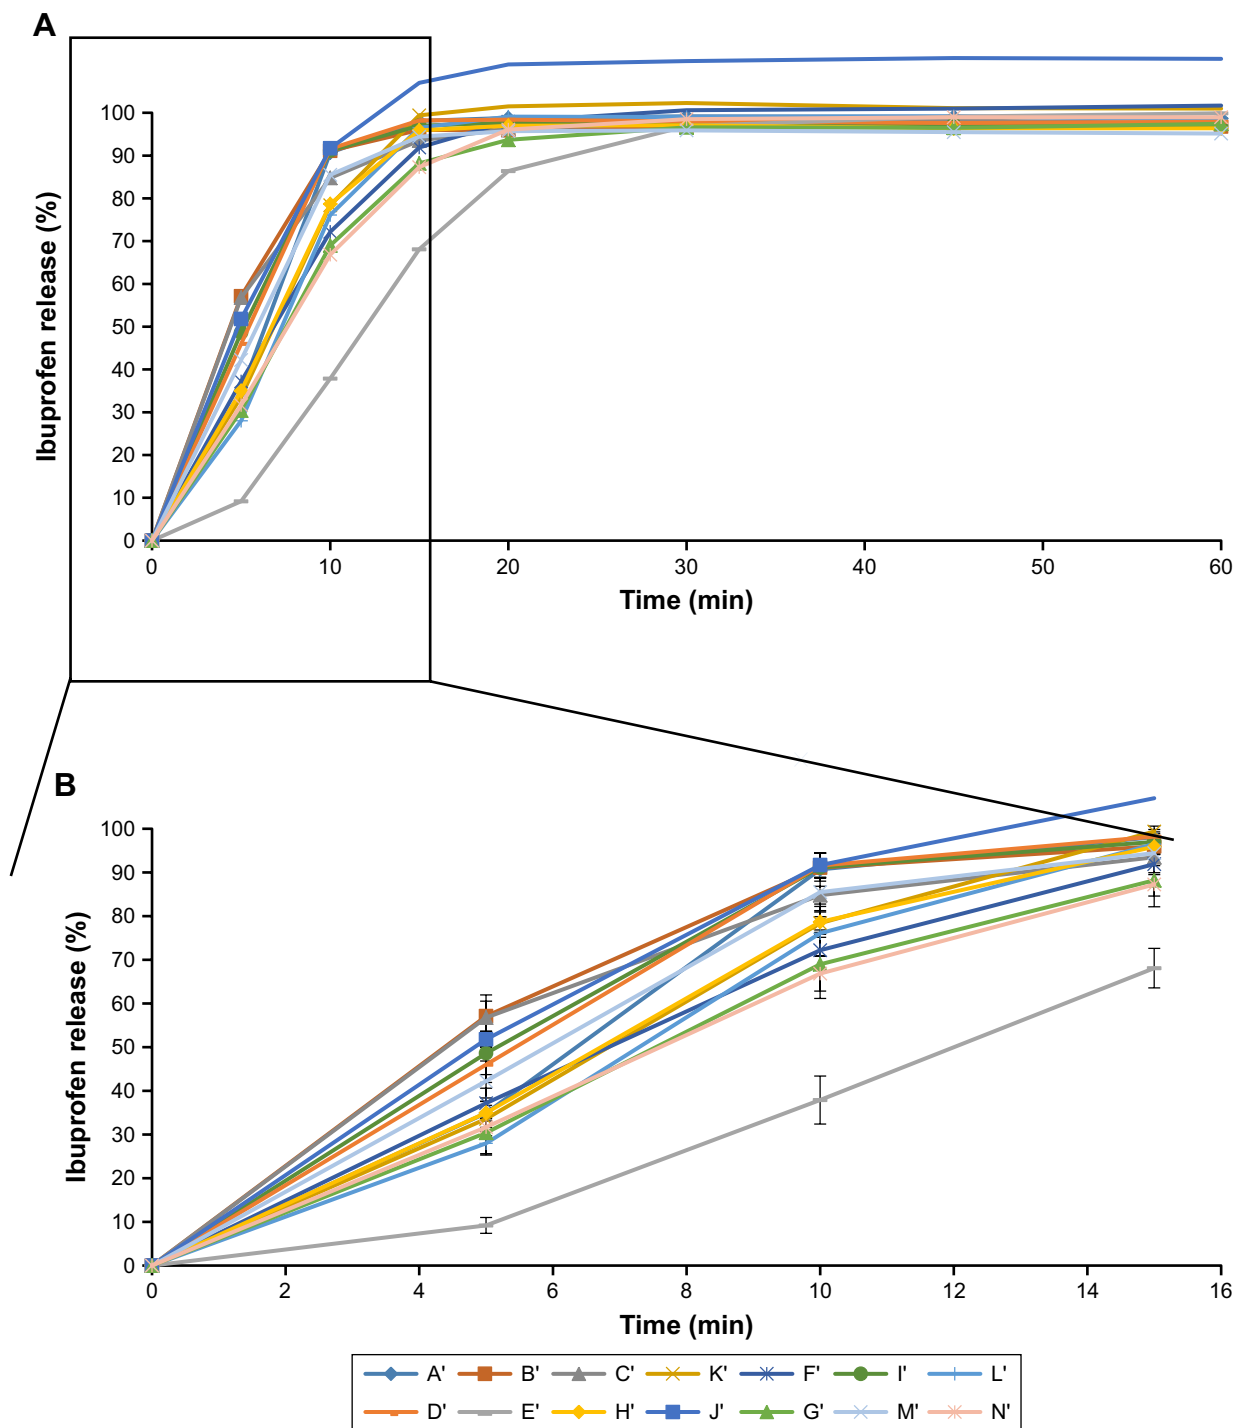 A
Ibuprofen release (%)
100
90
80
70
60
50
40
30
20
10
0
0 10 20 30 40 50 60
Time (min)
B
Ibuprofen release (%)
100
90
80
70
60
50
40
30
20
10
0
0 2 4 6 8 10 12 14 16
Time (min)
A' B' C' K' F' I' L'
D' E' H' J' G' M' N'